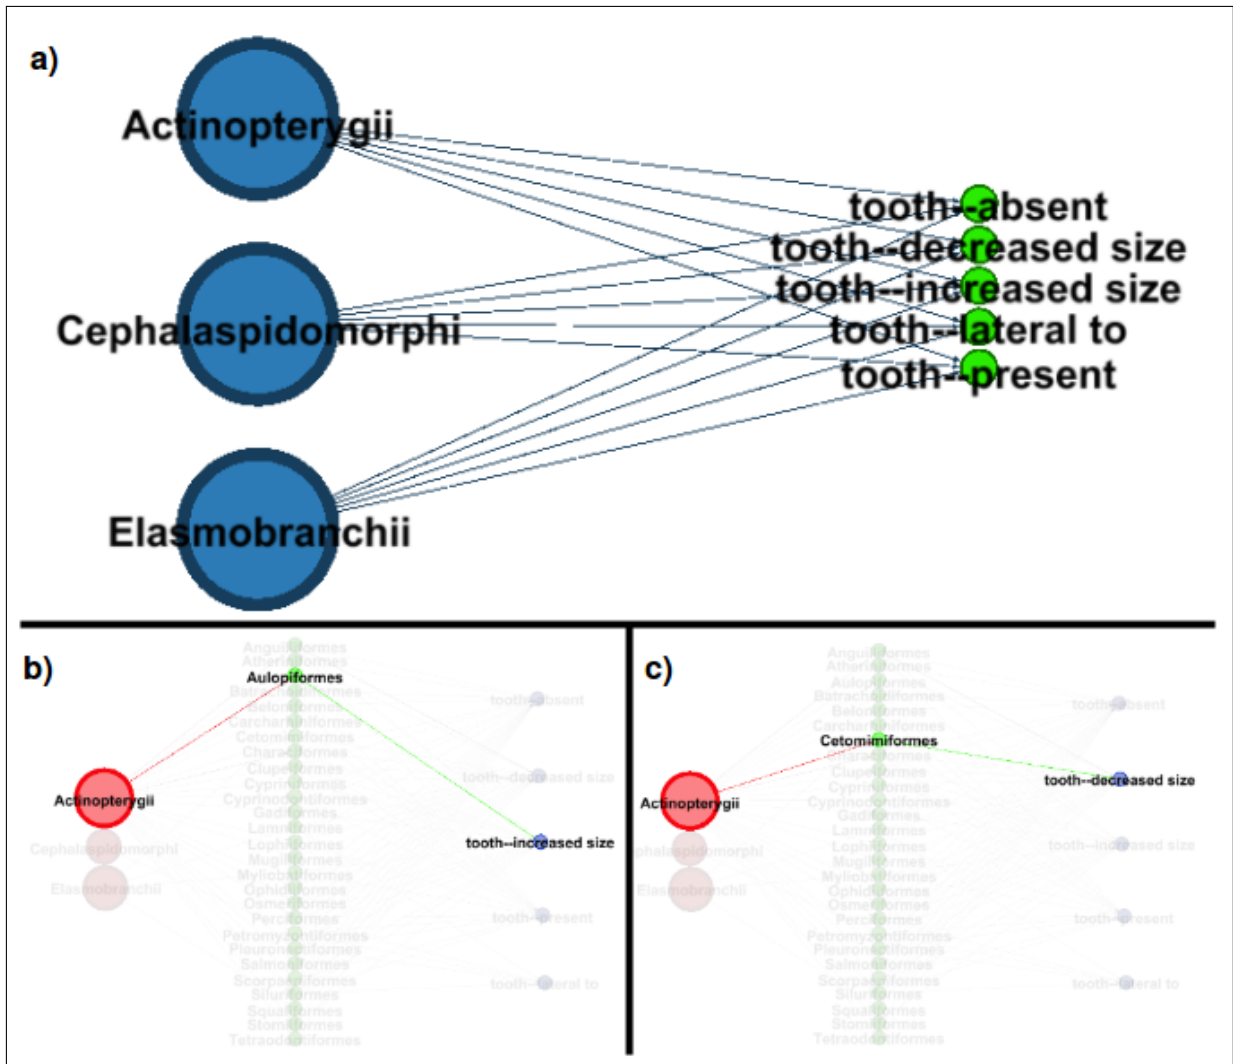 a)
Actinopterygii
Cephalaspidomorphi
Elasmobranchii
tooth--absent
tooth--decreased size
tooth--increased size
tooth--lateral to
tooth--present
b)
Anguilliformes
Atheriniformes
Aulopiformes
Batrachoidiformes
Beloniformes
Carcharhiniformes
Cetomimiformes
Characiformes
Clupeiformes
Cypriniformes
Cyprinodontiformes
Gadiformes
Lamniformes
Lophiiformes
Mugiliformes
Myliobatiformes
Ophidiiformes
Osmeriformes
Perciformes
Petromyzontiformes
Pleuronectiformes
Salmoniformes
Scorpaeniformes
Siluriformes
Squaliformes
Stomiiformes
Tetraodontiformes
Actinopterygii
Cephalaspidomorphi
Elasmobranchii
tooth--absent
tooth--decreased size
tooth--increased size
tooth--present
tooth--lateral to
c)
Anguilliformes
Atheriniformes
Aulopiformes
Batrachoidiformes
Beloniformes
Carcharhiniformes
Cetomimiformes
Characiformes
Clupeiformes
Cypriniformes
Cyprinodontiformes
Gadiformes
Lamniformes
Lophiiformes
Mugiliformes
Myliobatiformes
Ophidiiformes
Osmeriformes
Perciformes
Petromyzontiformes
Pleuronectiformes
Salmoniformes
Scorpaeniformes
Siluriformes
Squaliformes
Stomiiformes
Tetraodontiformes
Actinopterygii
phalaspidomorphi
Elasmobranchii
tooth--absent
tooth--decreased size
tooth--increased size
tooth--present
tooth--lateral to